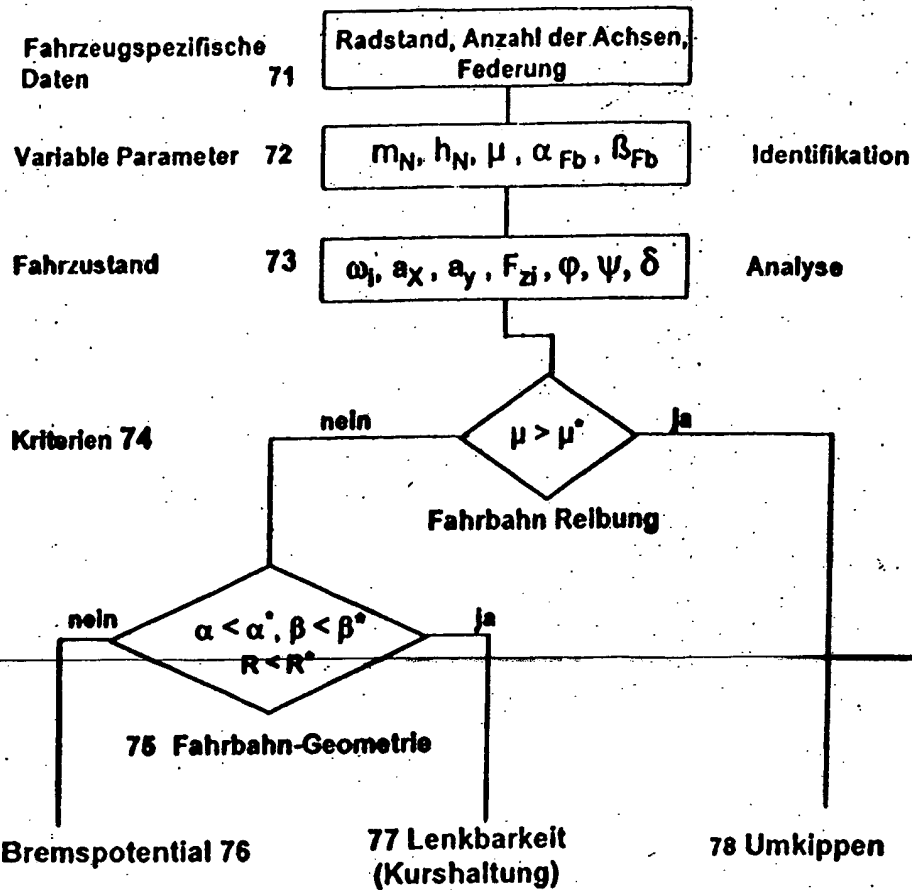 Fahrzeugspezifische
Daten 71
Radstand, Anzahl der Achsen,
Federung
Variable Parameter 72
m_N, h_N, μ, α_Fb, ß_Fb
Identifikation
Fahrzustand 73
ω_i, a_x, a_y, F_zi, φ, ψ, δ
Analyse
Kriterien 74
nein
μ > μ*
ja
Fahrbahn Reibung
nein
α < α*, β < β*
R < R*
ja
75 Fahrbahn-Geometrie
Bremspotential 76
77 Lenkbarkeit
(Kurshaltung)
78 Umkippen